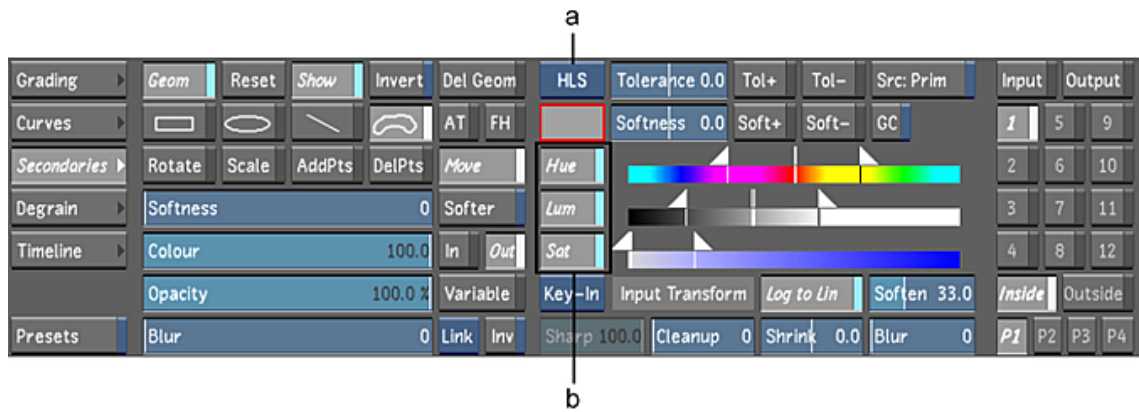 a
Grading Geom Reset Show Invert Del Geom HLS Tolerance 0.0 Tol+ Tol- Src: Prim Input Output
Curves AT FH Softness 0.0 Soft+ Soft- GC 1 5 9
Secondaries Rotate Scale AddPts DelPts Move Hue 2 6 10
Degrain Softness 0 Softer Lum 3 7 11
Timeline Colour 100.0 In Out Sat 4 8 12
Opacity 100.0 % Variable Key-In Input Transform Log to Lin Soften 33.0 Inside Outside
Presets Blur 0 Link Inv Sharp 100.0 Cleanup 0 Shrink 0.0 Blur 0 P1 P2 P3 P4
b